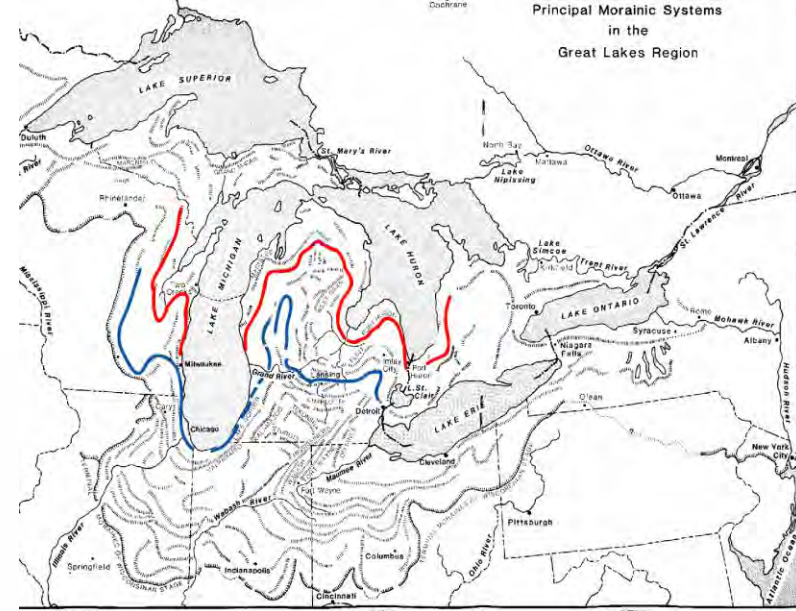 Cochrane
Principal Morainic Systems
in the
Great Lakes Region
LAKE SUPERIOR
Duluth
River
St. Mary's River
North Bay
Mattawa
Ottawa River
Montreal
Lake
Nipissing
Ottawa
St. Lawrence River
Rhinelander
LAKE MICHIGAN
LAKE HURON
Lake
Simcoe
Kirkfield
Trent River
Mississippi River
Two
Toronto
LAKE ONTARIO
Rome
Mohawk River
Syracuse
Albany
Niagara
Falls
Milwaukee
Imlay
City
Port
Huron
Grand River
Lansing
L. St.
Clair
Cary
Detroit
LAKE ERIE
Olean
Hudson River
Chicago
?
New York
City
Cleveland
Maumee River
Fort Wayne
Wabash River
Pittsburgh
Illinois River
Columbus
Ohio River
Springfield
Indianapolis
Cincinnati
Atlantic Ocean